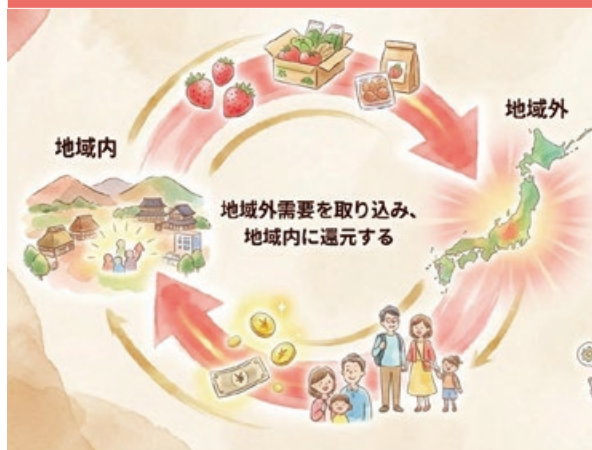 地域外
地域内
地域外需要を取り込み、
地域内に還元する